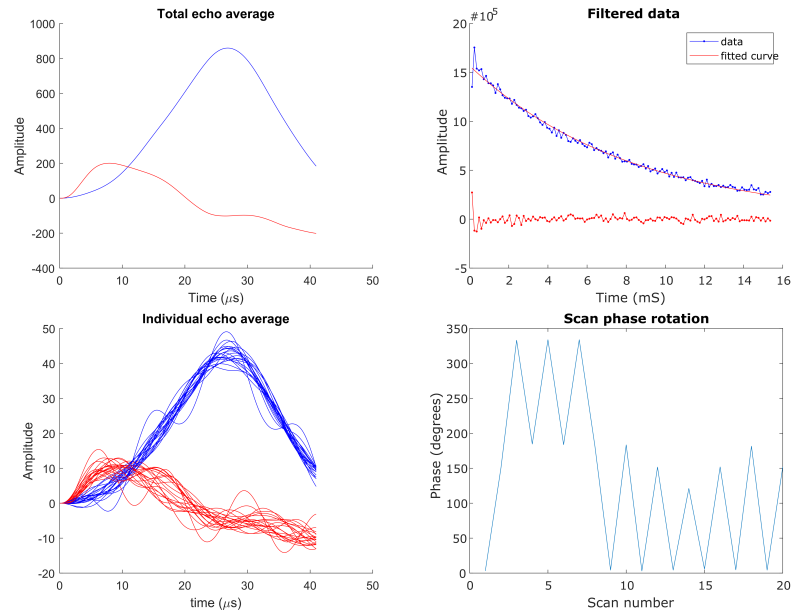 Total echo average
1000
800
600
400
200
0
-200
-400
Amplitude
0 10 20 30 40 50
Time (μs)
Filtered data
#10^5
20
15
10
5
0
-5
Amplitude
data
fitted curve
2 4 6 8 10 12 14 16
Time (mS)
Individual echo average
50
40
30
20
10
0
-10
-20
Amplitude
0 10 20 30 40 50
time (μs)
Scan phase rotation
350
300
250
200
150
100
50
0
Phase (degrees)
0 5 10 15 20
Scan number